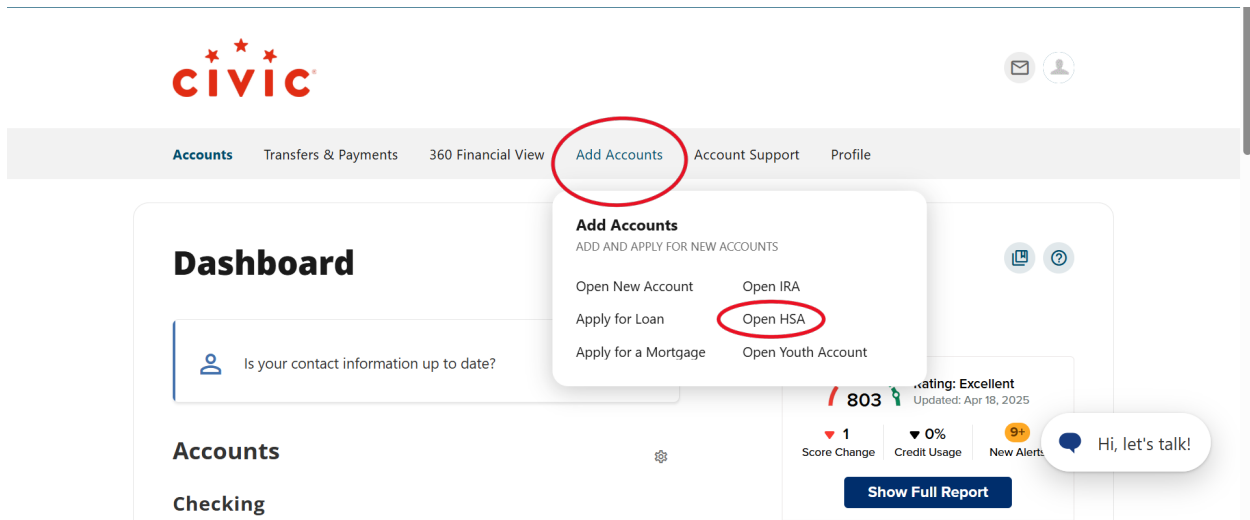 civic®
Accounts Transfers & Payments 360 Financial View Add Accounts Account Support Profile
Add Accounts
ADD AND APPLY FOR NEW ACCOUNTS
Open New Account Open IRA
Apply for Loan Open HSA
Apply for a Mortgage Open Youth Account
Dashboard
Is your contact information up to date?
Accounts
Checking
803
Rating: Excellent
Updated: Apr 18, 2025
1 0% 9+
Score Change Credit Usage New Alerts
Show Full Report
Hi, let's talk!